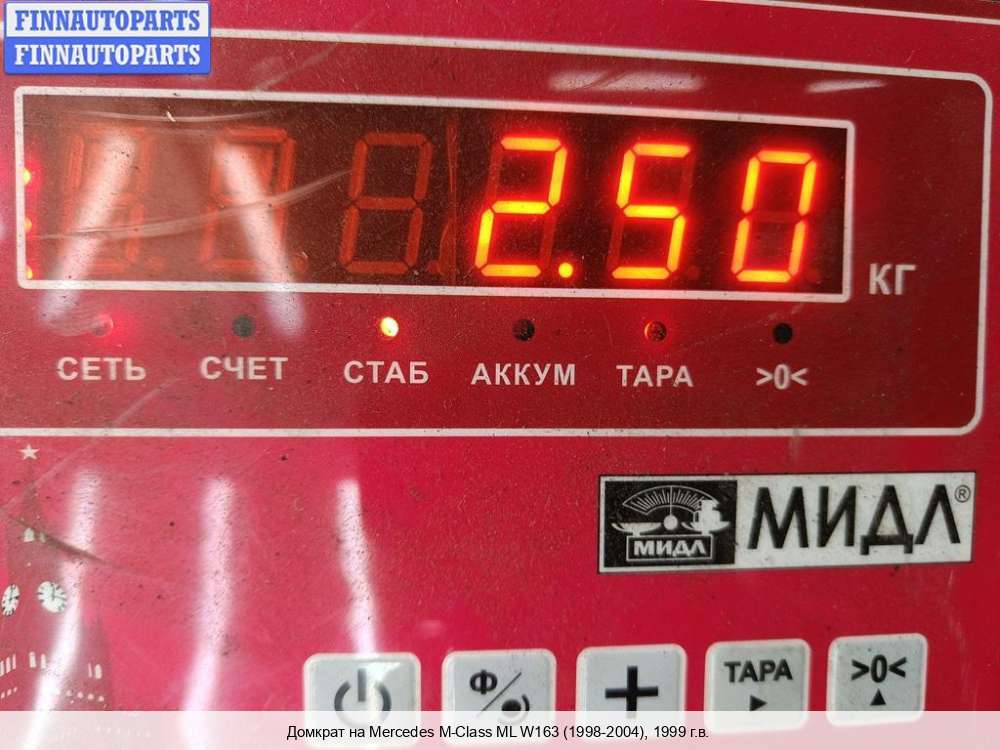 FINNAUTOPARTS
FINNAUTOPARTS
2.50
КГ
СЕТЬ СЧЕТ СТАБ АККУМ ТАРА >0<
МИДЛ МИДЛ®
Ф ТАРА >0<
Домкрат на Mercedes M-Class ML W163 (1998-2004), 1999 г.в.